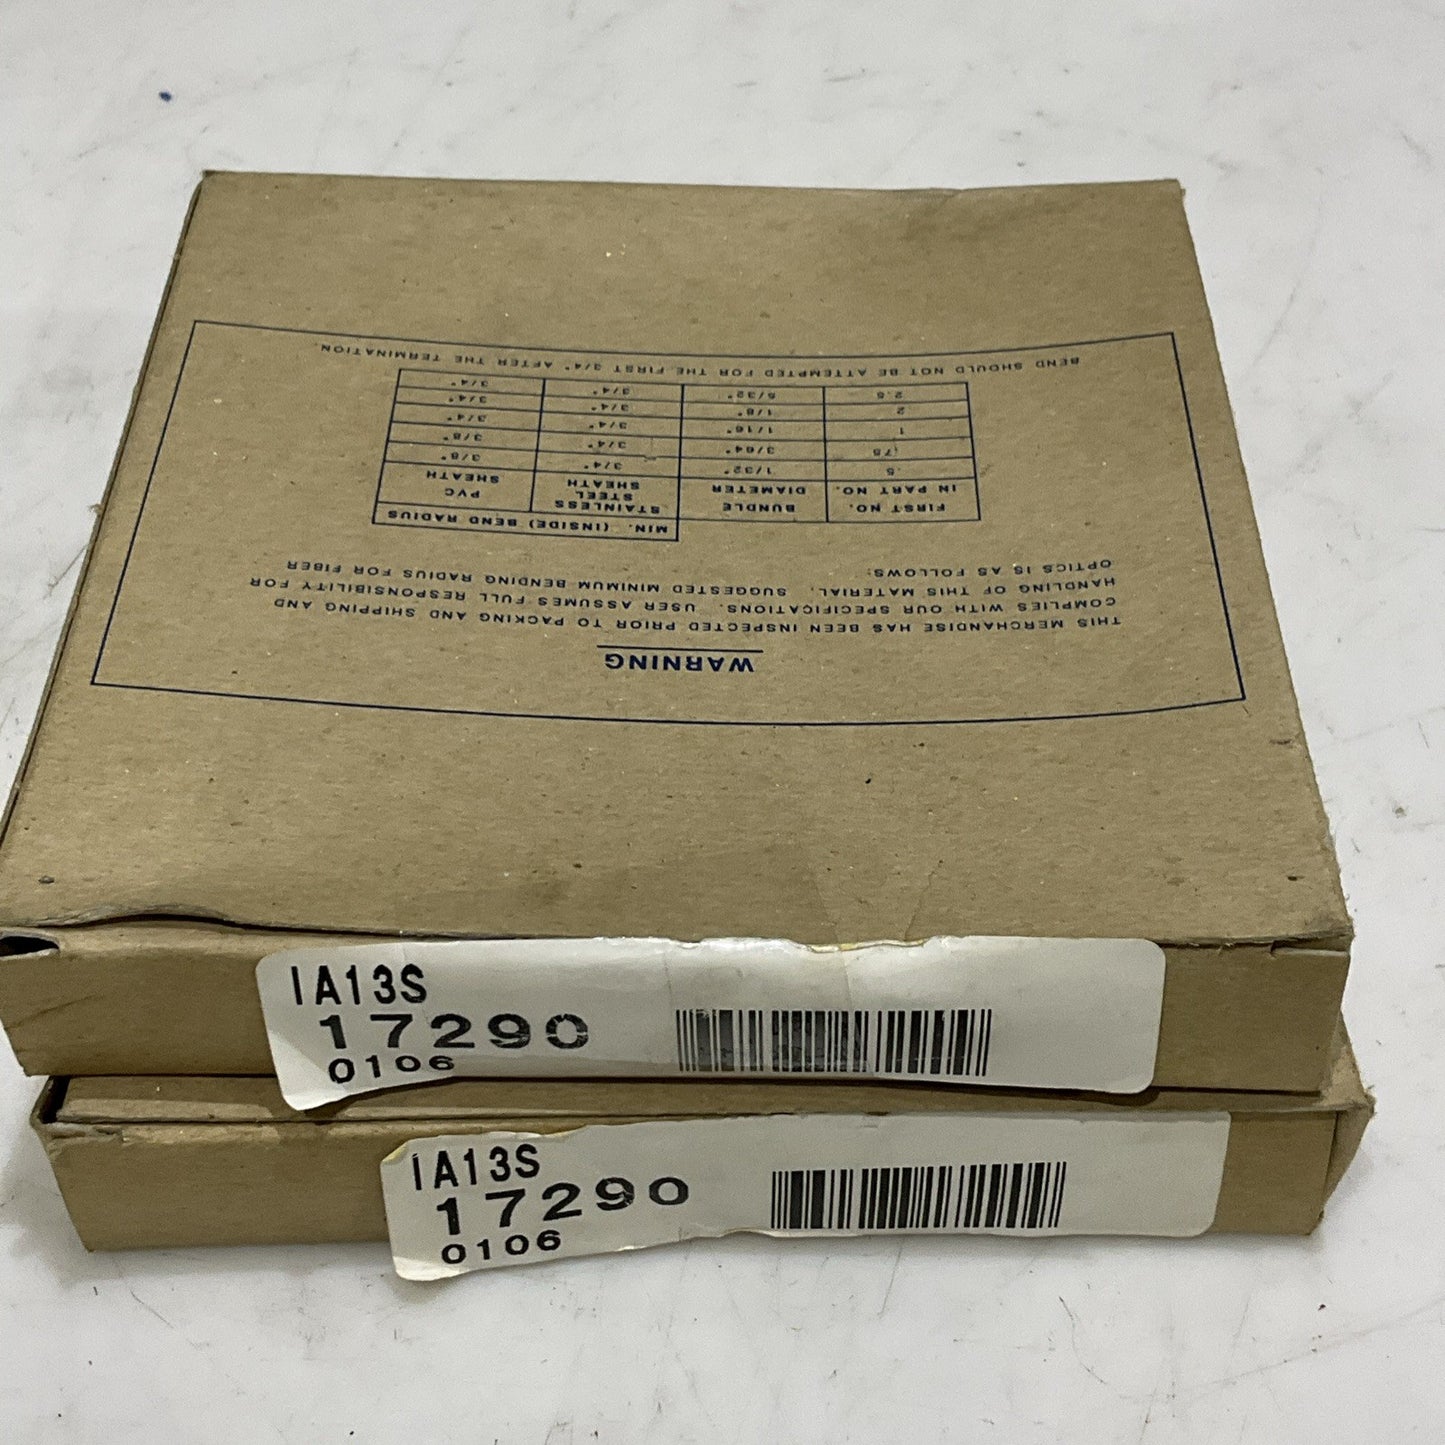 WARNING
THIS MERCHANDISE HAS BEEN INSPECTED PRIOR TO PACKING AND SHIPPING AND
COMPLIES WITH OUR SPECIFICATIONS. USER ASSUMES FULL RESPONSIBILITY FOR
HANDLING OF THIS MATERIAL. SUGGESTED MINIMUM BENDING RADIUS FOR FIBER
OPTICS IS AS FOLLOWS:
MIN. (INSIDE) BEND RADIUS
FIRST NO. BUNDLE STAINLESS PVC
IN PART NO. DIAMETER STEEL SHEATH
SHEATH
.5 1/32" 3/4" 3/8"
.75 3/64" 3/4" 3/8"
1 1/16" 3/4" 3/4"
2 1/8" 3/4" 3/4"
2.5 5/32" 3/4" 3/4"
BEND SHOULD NOT BE ATTEMPTED FOR THE FIRST 3/4" AFTER THE TERMINATION.
IA13S
17290
0106
IA13S
17290
0106